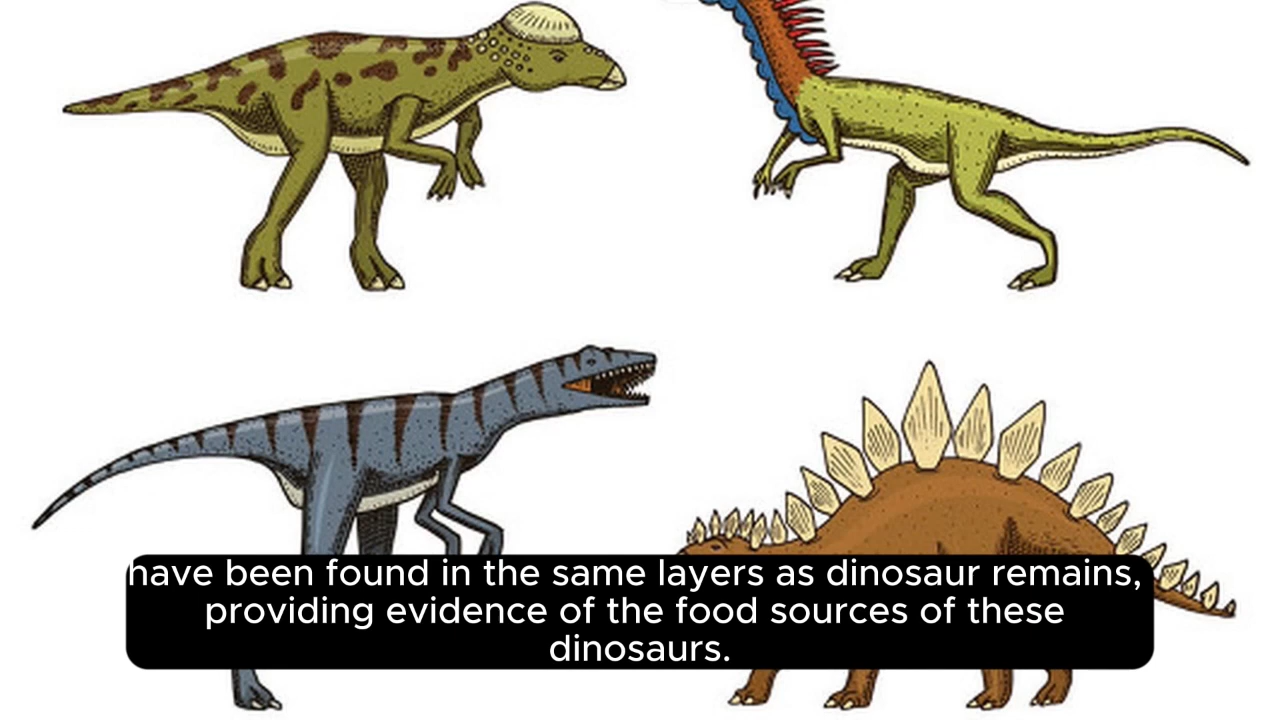 have been found in the same layers as dinosaur remains,
providing evidence of the food sources of these
dinosaurs.